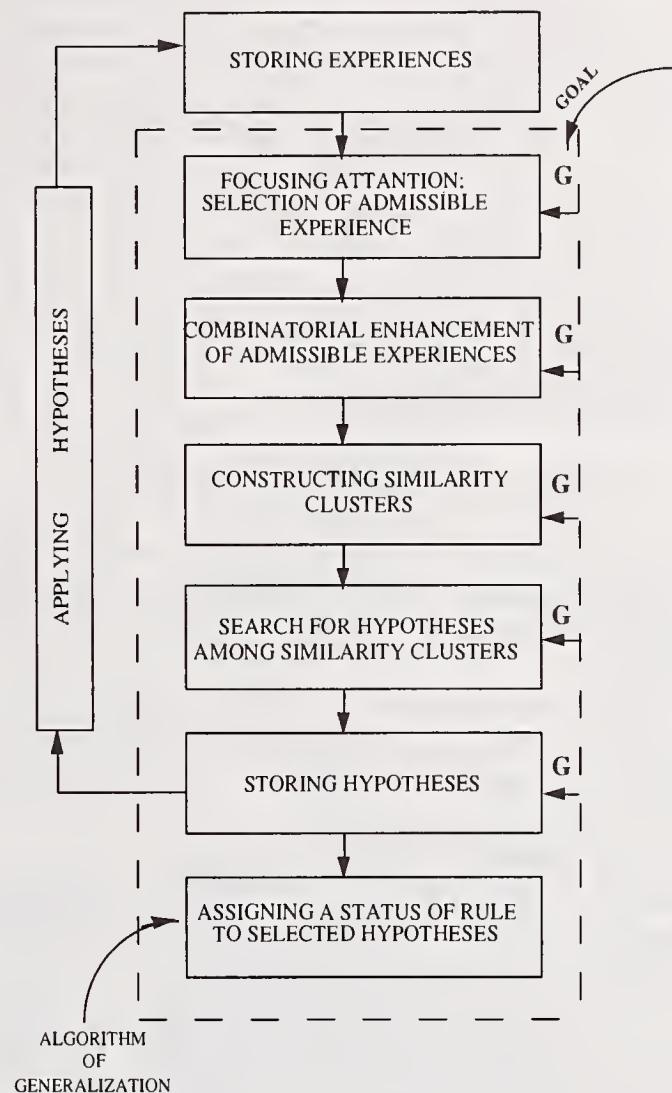 STORING EXPERIENCES
GOAL
FOCUSING ATTANTION:
SELECTION OF ADMISSIBLE
EXPERIENCE
G
COMBINATORIAL ENHANCEMENT
OF ADMISSIBLE EXPERIENCES
G
CONSTRUCTING SIMILARITY
CLUSTERS
G
SEARCH FOR HYPOTHESES
AMONG SIMILARITY CLUSTERS
G
STORING HYPOTHESES
G
ASSIGNING A STATUS OF RULE
TO SELECTED HYPOTHESES
APPLYING HYPOTHESES
ALGORITHM
OF
GENERALIZATION